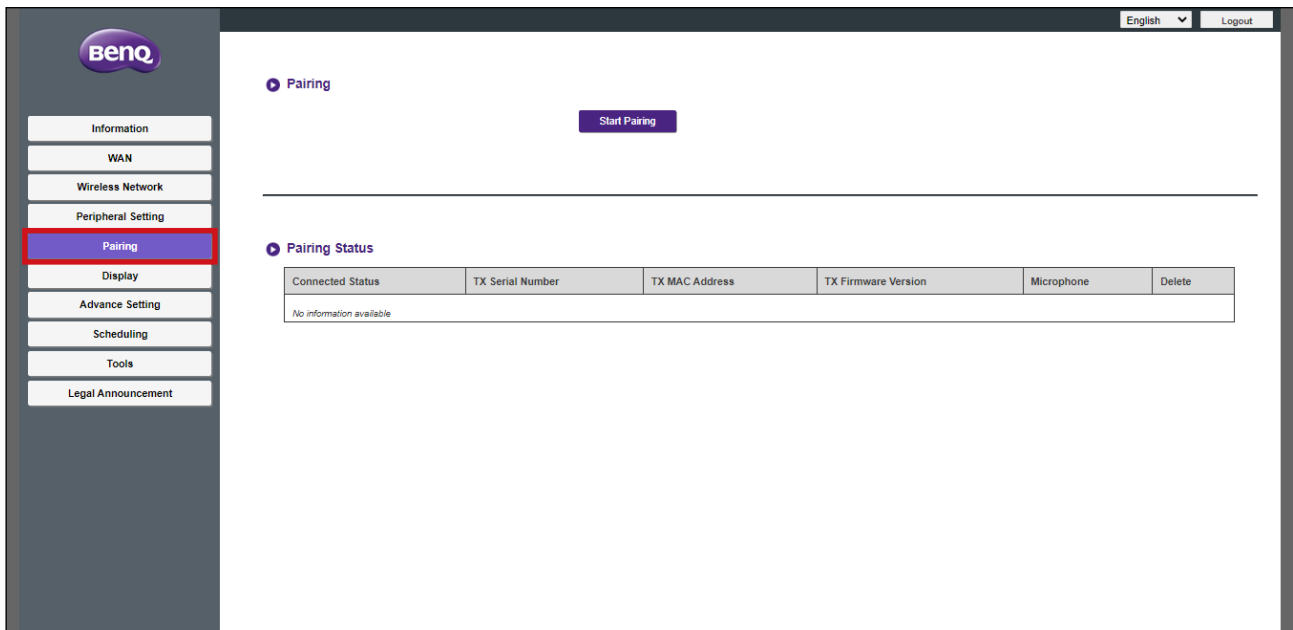 English Logout
BenQ
Information
WAN
Wireless Network
Peripheral Setting
Pairing
Display
Advance Setting
Scheduling
Tools
Legal Announcement
Pairing
Start Pairing
Pairing Status
Connected Status TX Serial Number TX MAC Address TX Firmware Version Microphone Delete
No information available